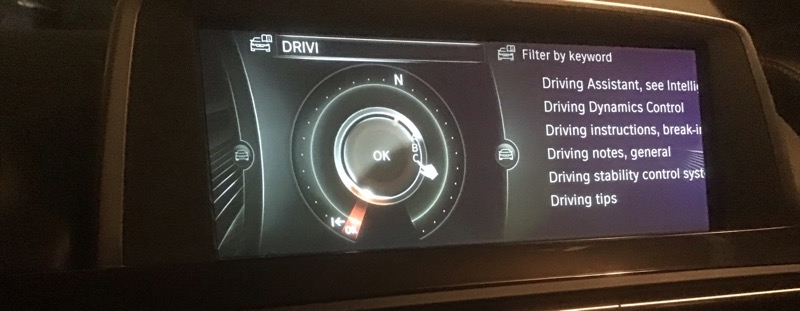 DRIVI
N
OK
A
B
C
OK
Filter by keyword
Driving Assistant, see Intelli
Driving Dynamics Control
Driving instructions, break-i
Driving notes, general
Driving stability control syst
Driving tips